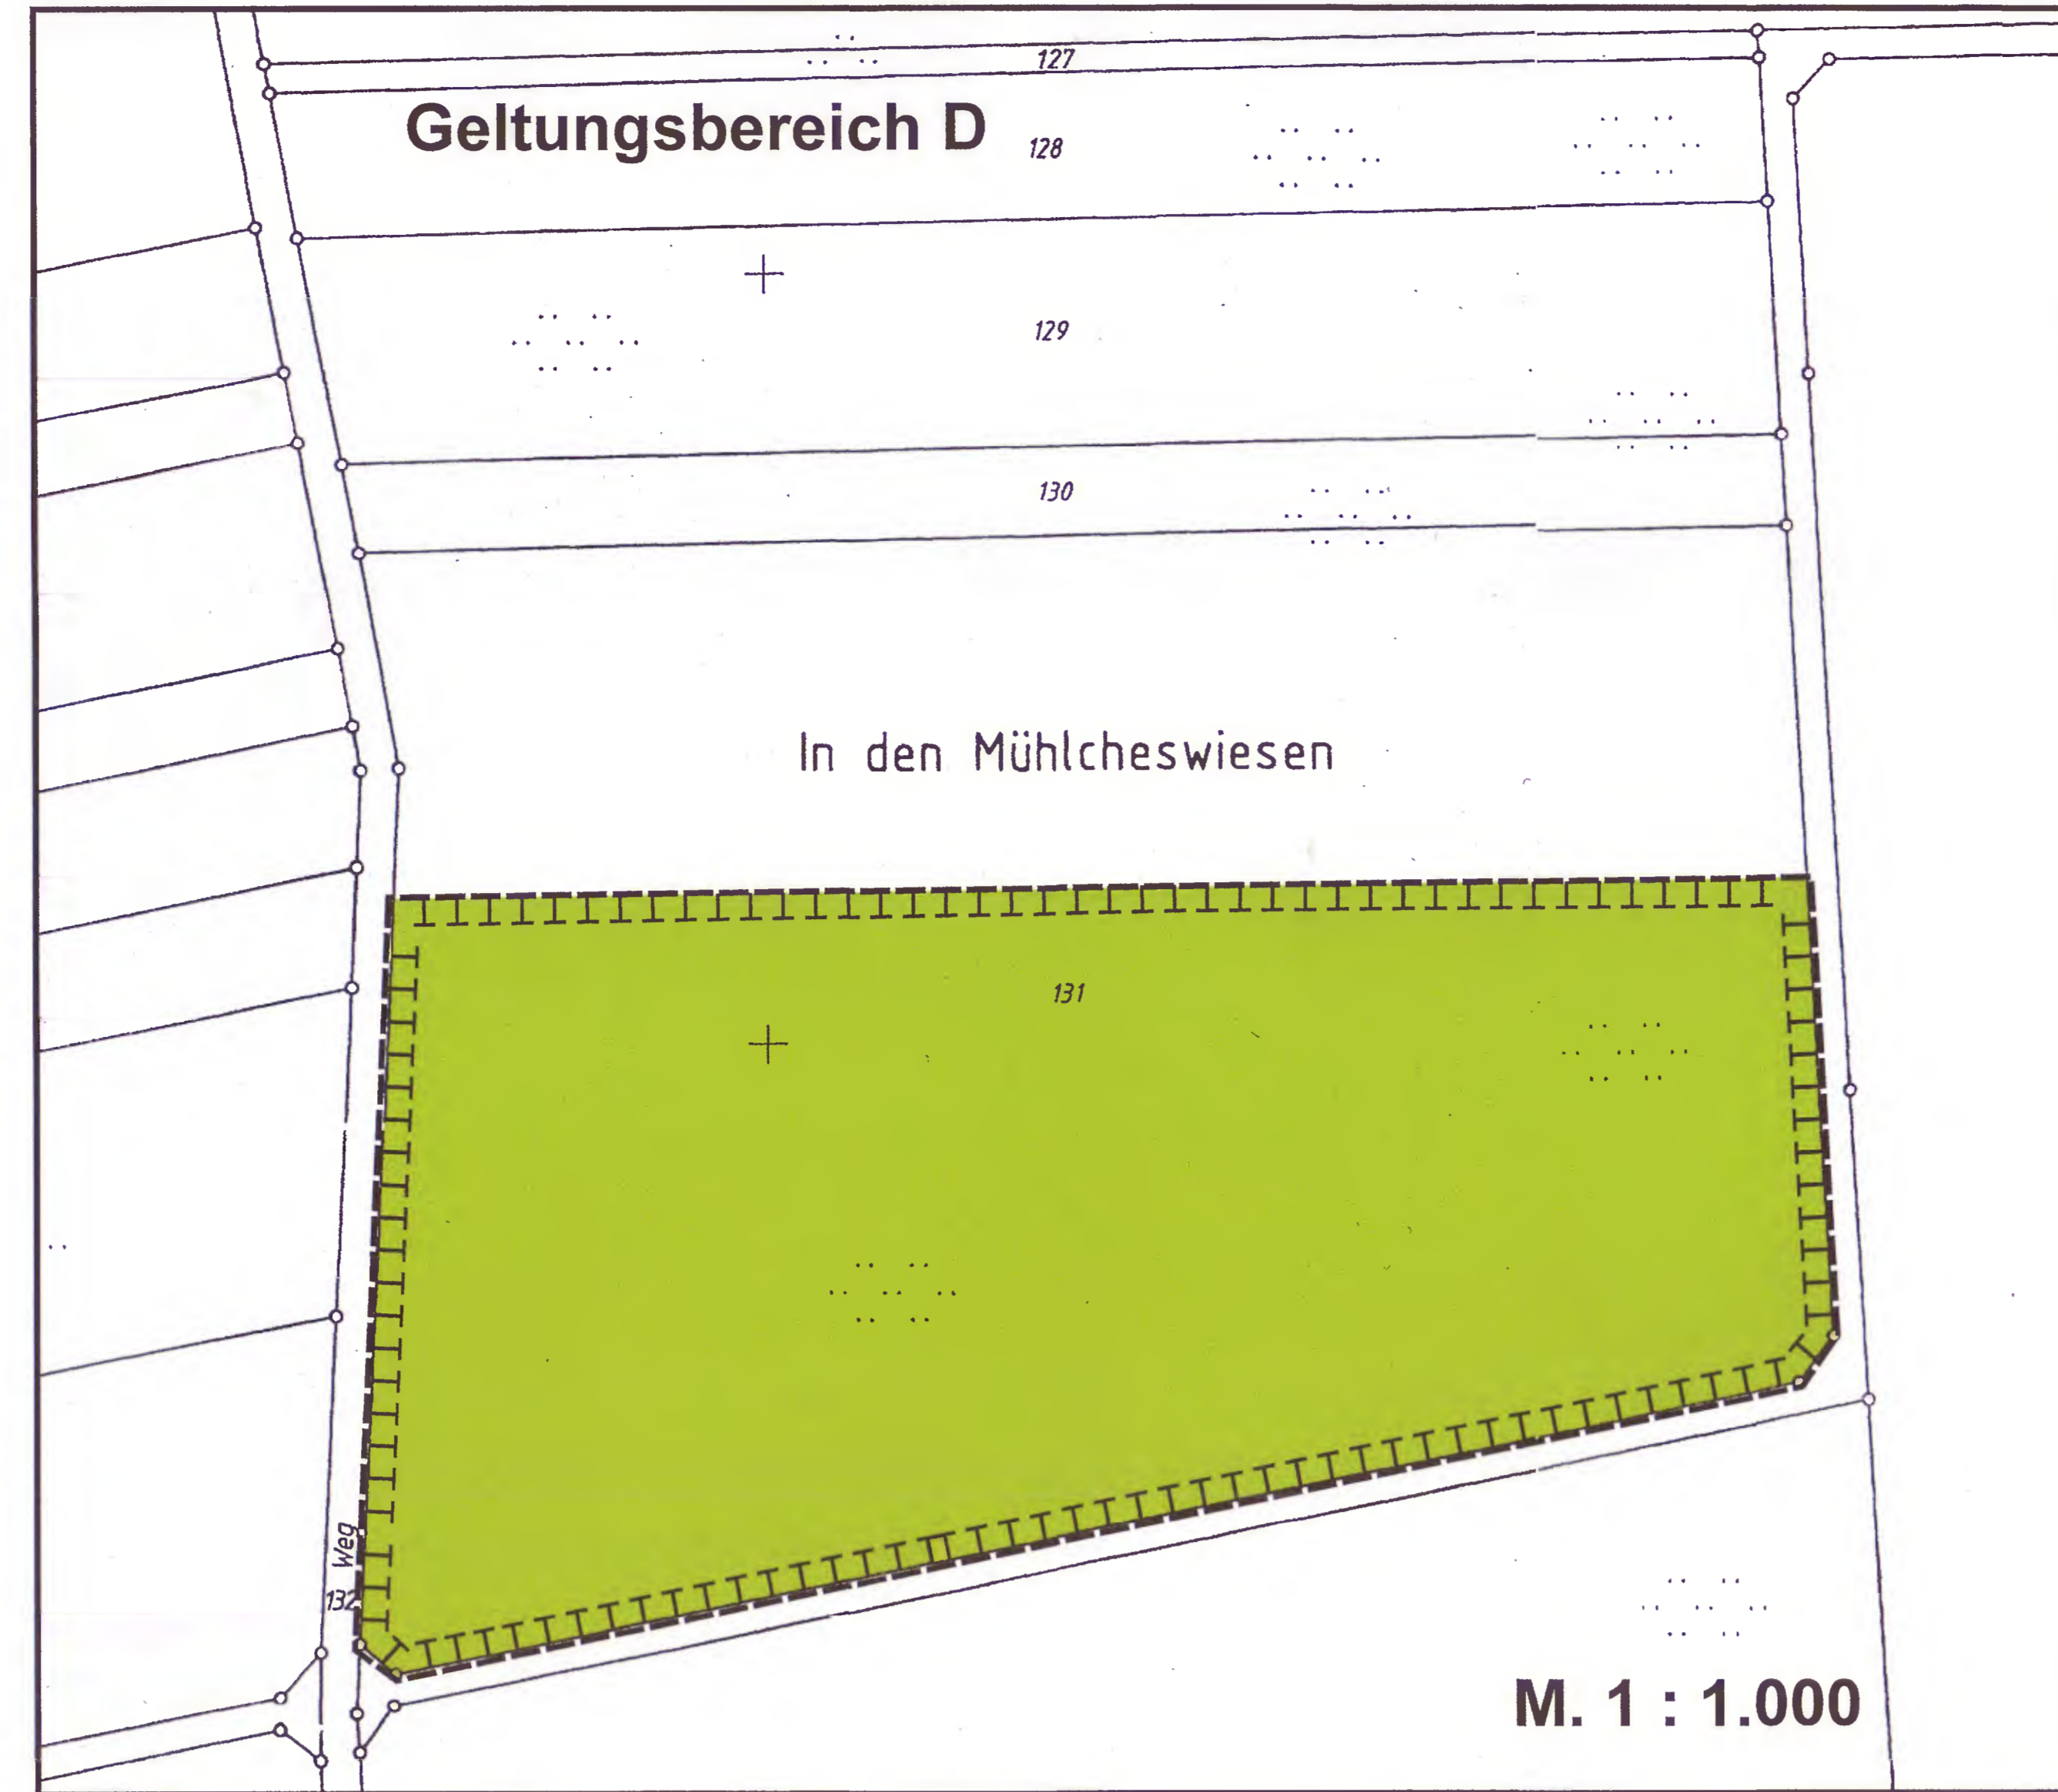 127
Geltungsbereich D
128
129
130
In den Mühlcheswiesen
131
Weg
132
M. 1 : 1.000